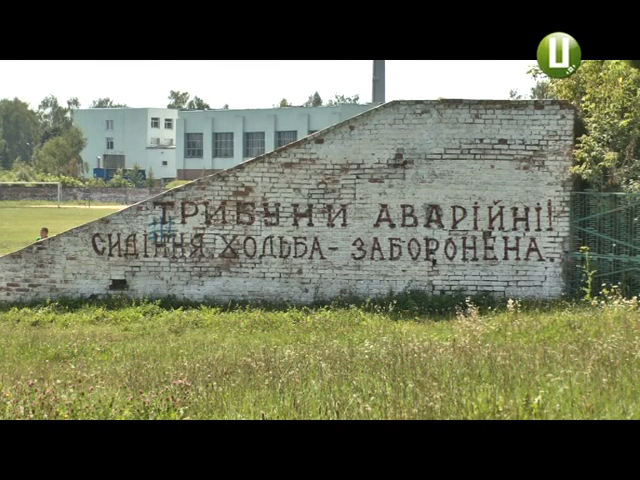 Ц
ТРИБУНИ АВАРІЙНІ!
СИДІННЯ, ХОДЬБА - ЗАБОРОНЕНА.